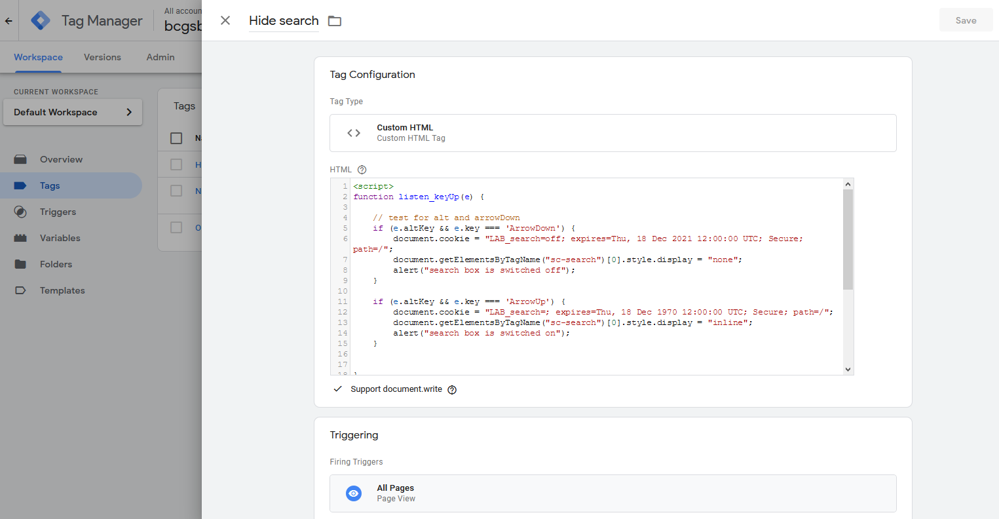 Tag Manager
All accoun
bcgsb
Hide search
Save
Workspace
Versions
Admin
CURRENT WORKSPACE
Default Workspace
Overview
Tags
Triggers
Variables
Folders
Templates
Tags
N
H
N
O
Tag Configuration
Tag Type
Custom HTML
Custom HTML Tag
HTML
1 <script>
2 function listen_keyUp(e) {
3
4 // test for alt and arrowDown
5 if (e.altKey && e.key === 'ArrowDown') {
6 document.cookie = "LAB_search=off; expires=Thu, 18 Dec 2021 12:00:00 UTC; Secure;
path=/";
7 document.getElementsByTagName("sc-search")[0].style.display = "none";
8 alert("search box is switched off");
9 }
10
11 if (e.altKey && e.key === 'ArrowUp') {
12 document.cookie = "LAB_search=; expires=Thu, 18 Dec 1970 12:00:00 UTC; Secure; path=/";
13 document.getElementsByTagName("sc-search")[0].style.display = "inline";
14 alert("search box is switched on");
15 }
16
17
18 }
Support document.write
Triggering
Firing Triggers
All Pages
Page View